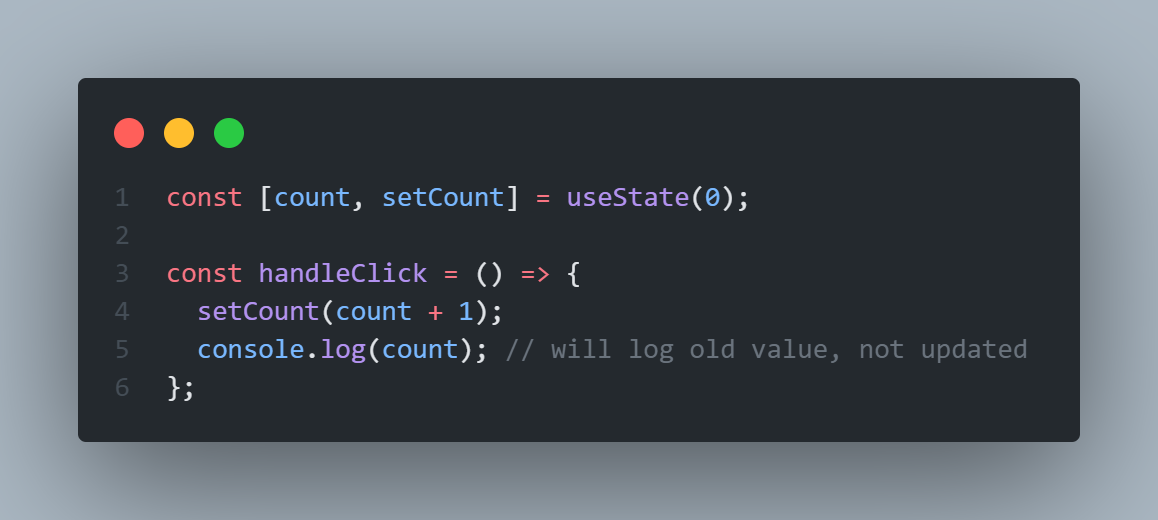 1 const [count, setCount] = useState(0);
2
3 const handleClick = () => {
4   setCount(count + 1);
5   console.log(count); // will log old value, not updated
6 };